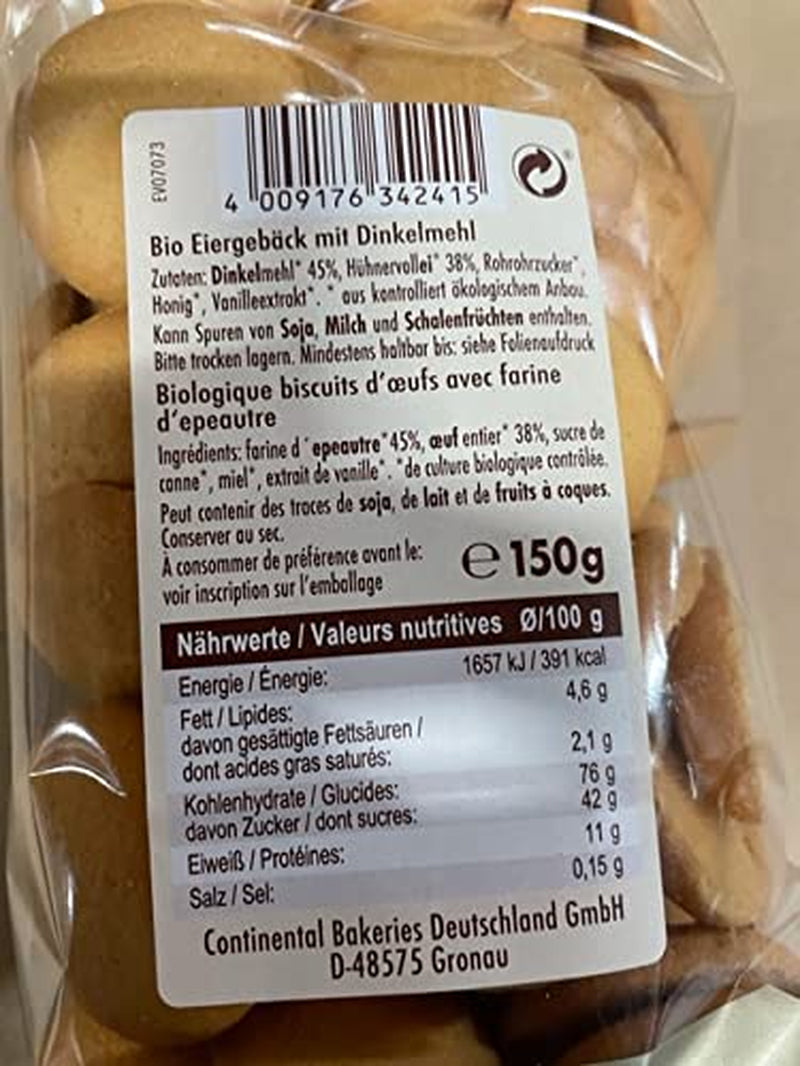 EV07073
4 009176 342415
Bio Eiergebäck mit Dinkelmehl
Zutaten: Dinkelmehl* 45%, Hühnervollei* 38%, Rohrohrzucker*,
Honig*, Vanilleextrakt*. * aus kontrolliert ökologischem Anbau.
Kann Spuren von Soja, Milch und Schalenfrüchten enthalten.
Bitte trocken lagern. Mindestens haltbar bis: siehe Folienaufdruck
Biologique biscuits d'œufs avec farine
d'epeautre
Ingrédients: farine d'epeautre*45%, œuf entier* 38%, sucre de
canne*, miel*, extrait de vanille*. *de culture biologique contrôlée.
Peut contenir des traces de soja, de lait et de fruits à coques.
Conserver au sec.
À consommer de préférence avant le:
voir inscription sur l'emballage
e 150g
Nährwerte / Valeurs nutritives Ø/100 g
Energie / Énergie: 1657 kJ / 391 kcal
Fett / Lipides: 4,6 g
davon gesättigte Fettsäuren /
dont acides gras saturés: 2,1 g
Kohlenhydrate / Glucides: 76 g
davon Zucker / dont sucres: 42 g
Eiweiß / Protéines: 11 g
Salz / Sel: 0,15 g
Continental Bakeries Deutschland GmbH
D-48575 Gronau